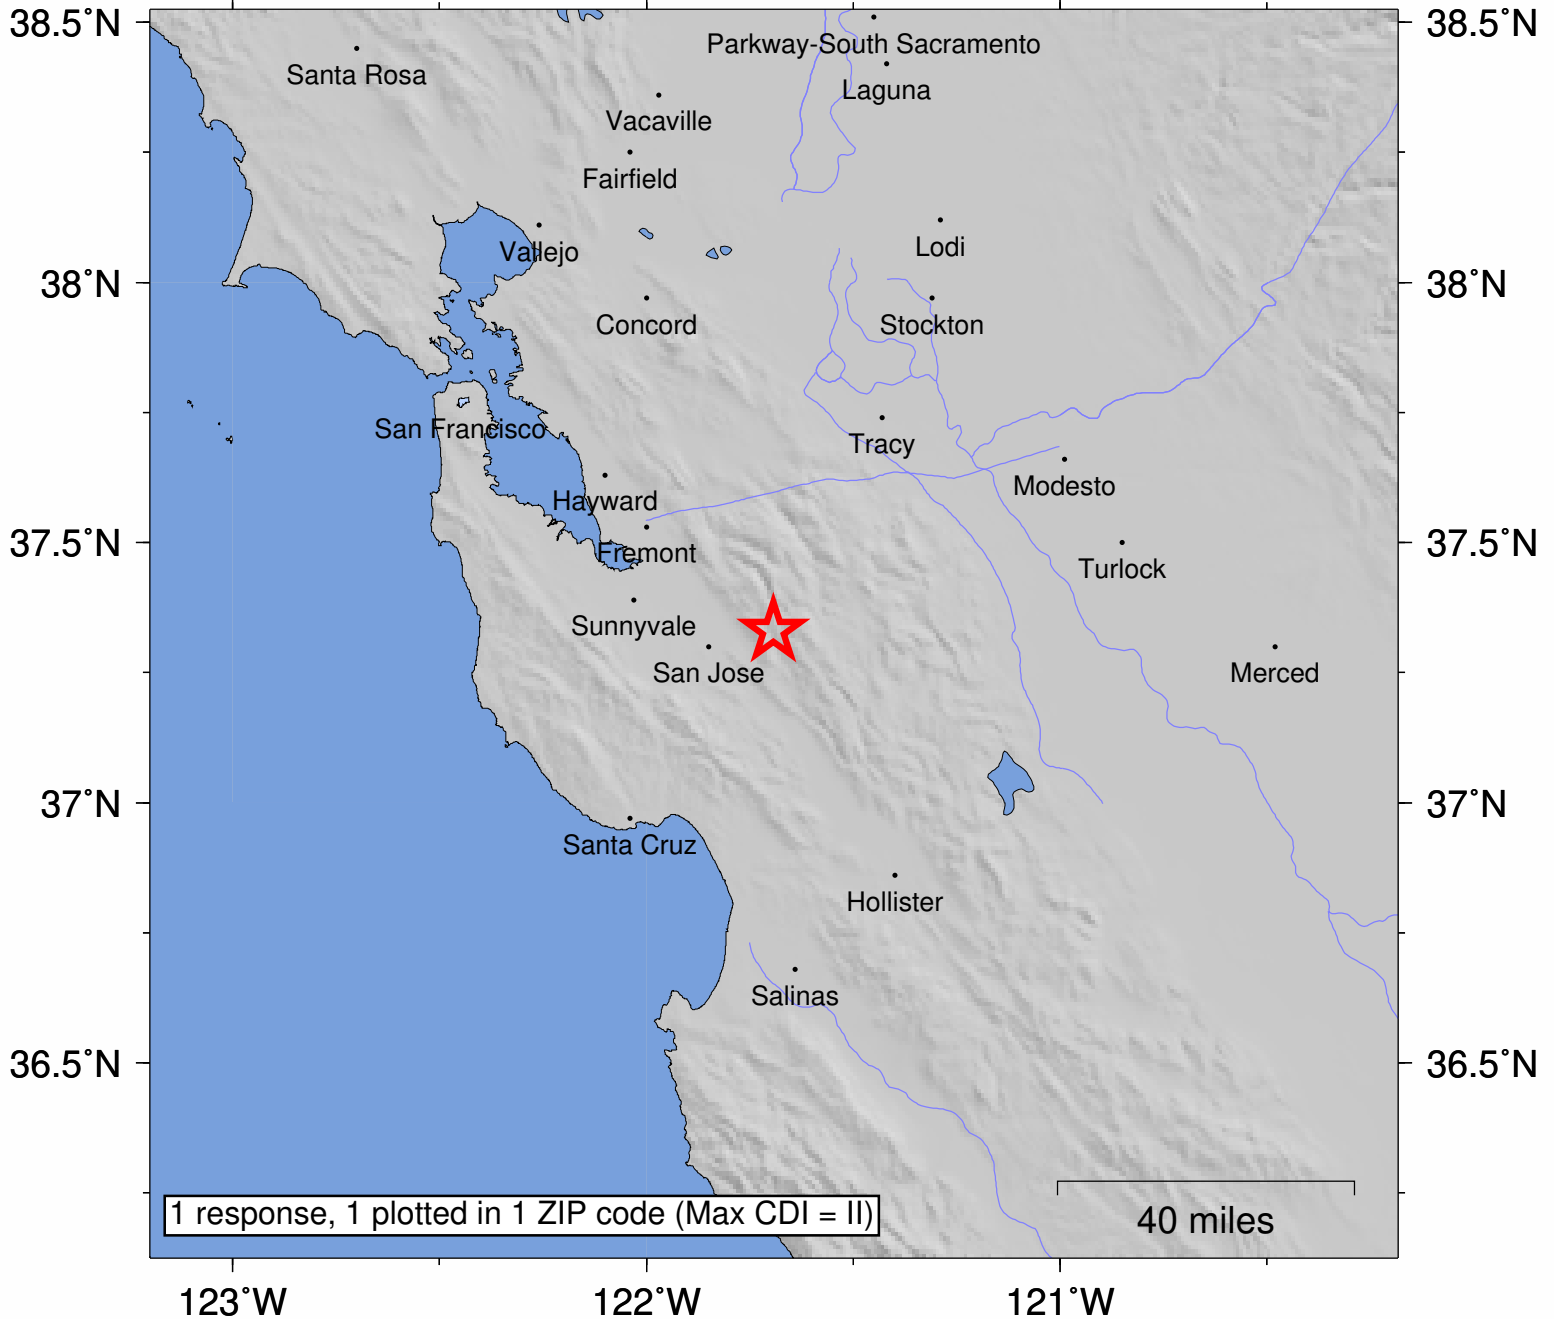 38.5˚N
38.5˚N
Parkway-South Sacramento
Santa Rosa
Laguna
Vacaville
Fairfield
Vallejo
Lodi
38˚N
38˚N
Concord
Stockton
San Francisco
Tracy
Modesto
Hayward
37.5˚N
37.5˚N
Fremont
Turlock
Sunnyvale
San Jose
Merced
37˚N
37˚N
Santa Cruz
Hollister
Salinas
36.5˚N
36.5˚N
1 response, 1 plotted in 1 ZIP code (Max CDI = II)
40 miles
123˚W
122˚W
121˚W